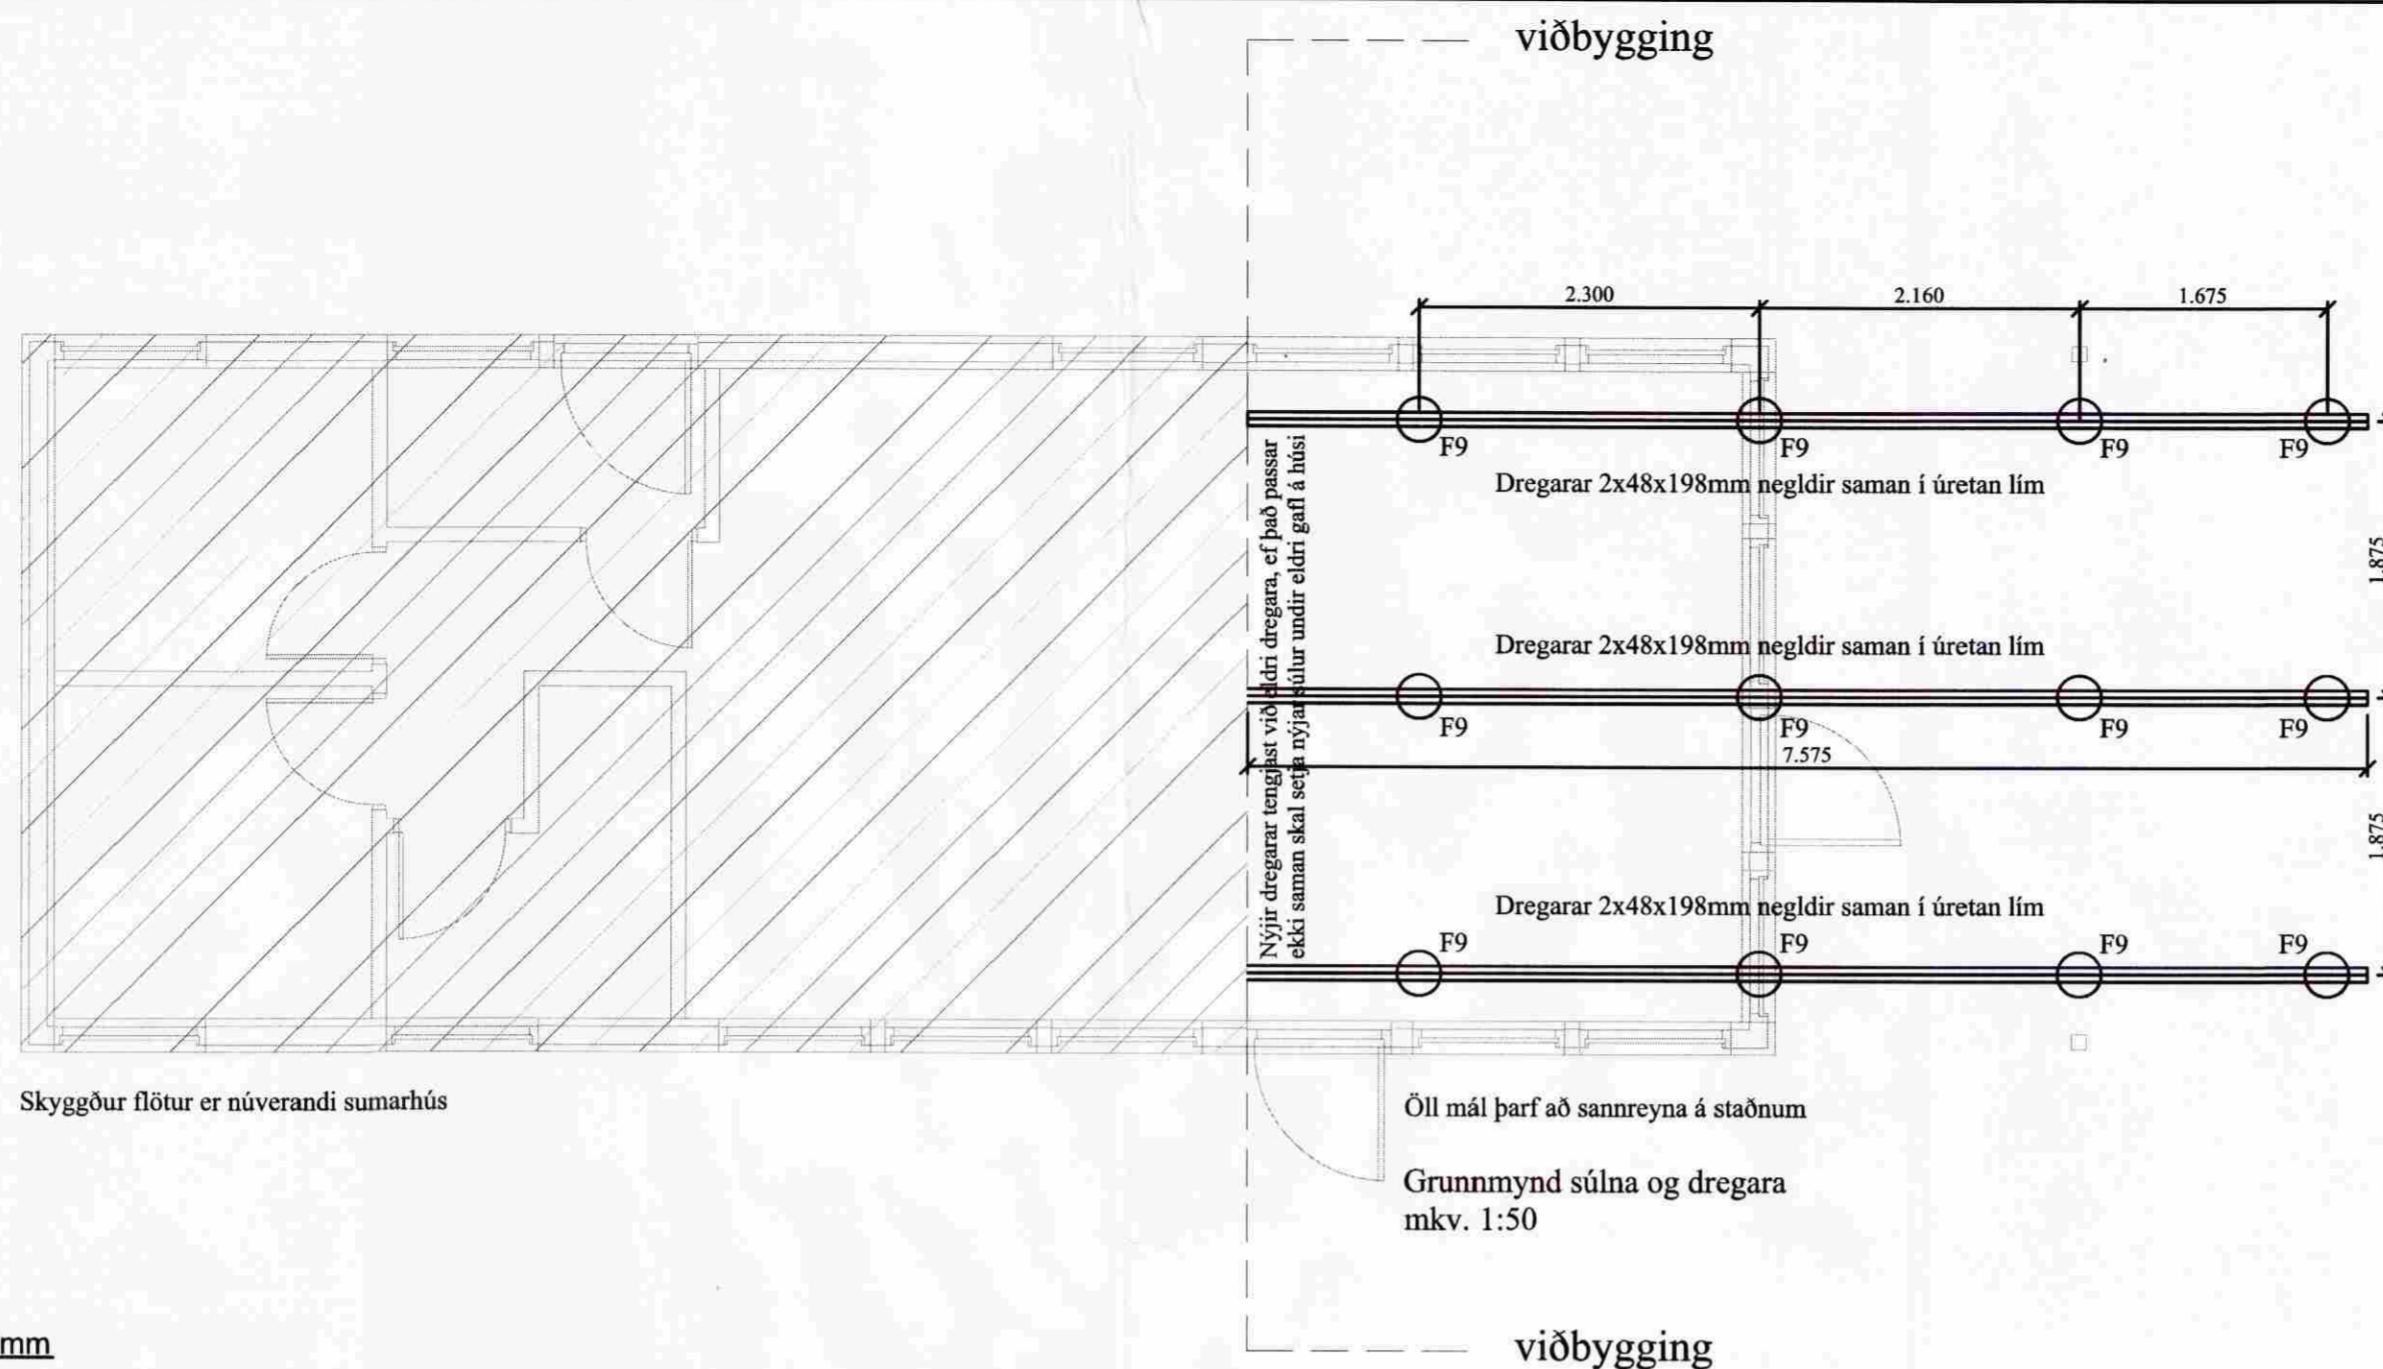 viðbygging
2.300
2.160
1.675
F9
F9
F9
F9
Dregarar 2x48x198mm negldir saman í úretan lím
1.875
Nýjir dregarar tengjast við eldri dregara, ef það passar
ekki saman skal setja nýjar súlur undir eldri gafl á húsi
Dregarar 2x48x198mm negldir saman í úretan lím
F9
F9
F9
F9
7.575
1.875
Dregarar 2x48x198mm negldir saman í úretan lím
F9
F9
F9
F9
Skyggður flötur er núverandi sumarhús
Öll mál þarf að sannreyna á staðnum
Grunnmynd súlna og dregara
mkv. 1:50
mm
viðbygging